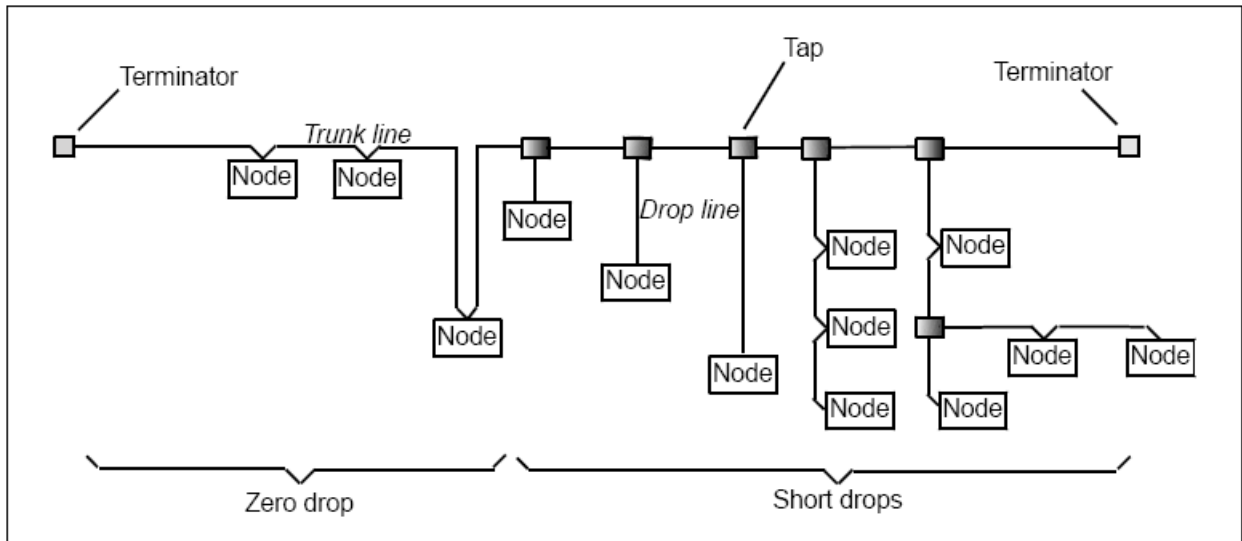 Tap
Terminator
Terminator
Trunk line
Node
Node
Node
Drop line
Node
Node
Node
Node
Node
Node
Node
Node
Node
Node
Node
Zero drop
Short drops